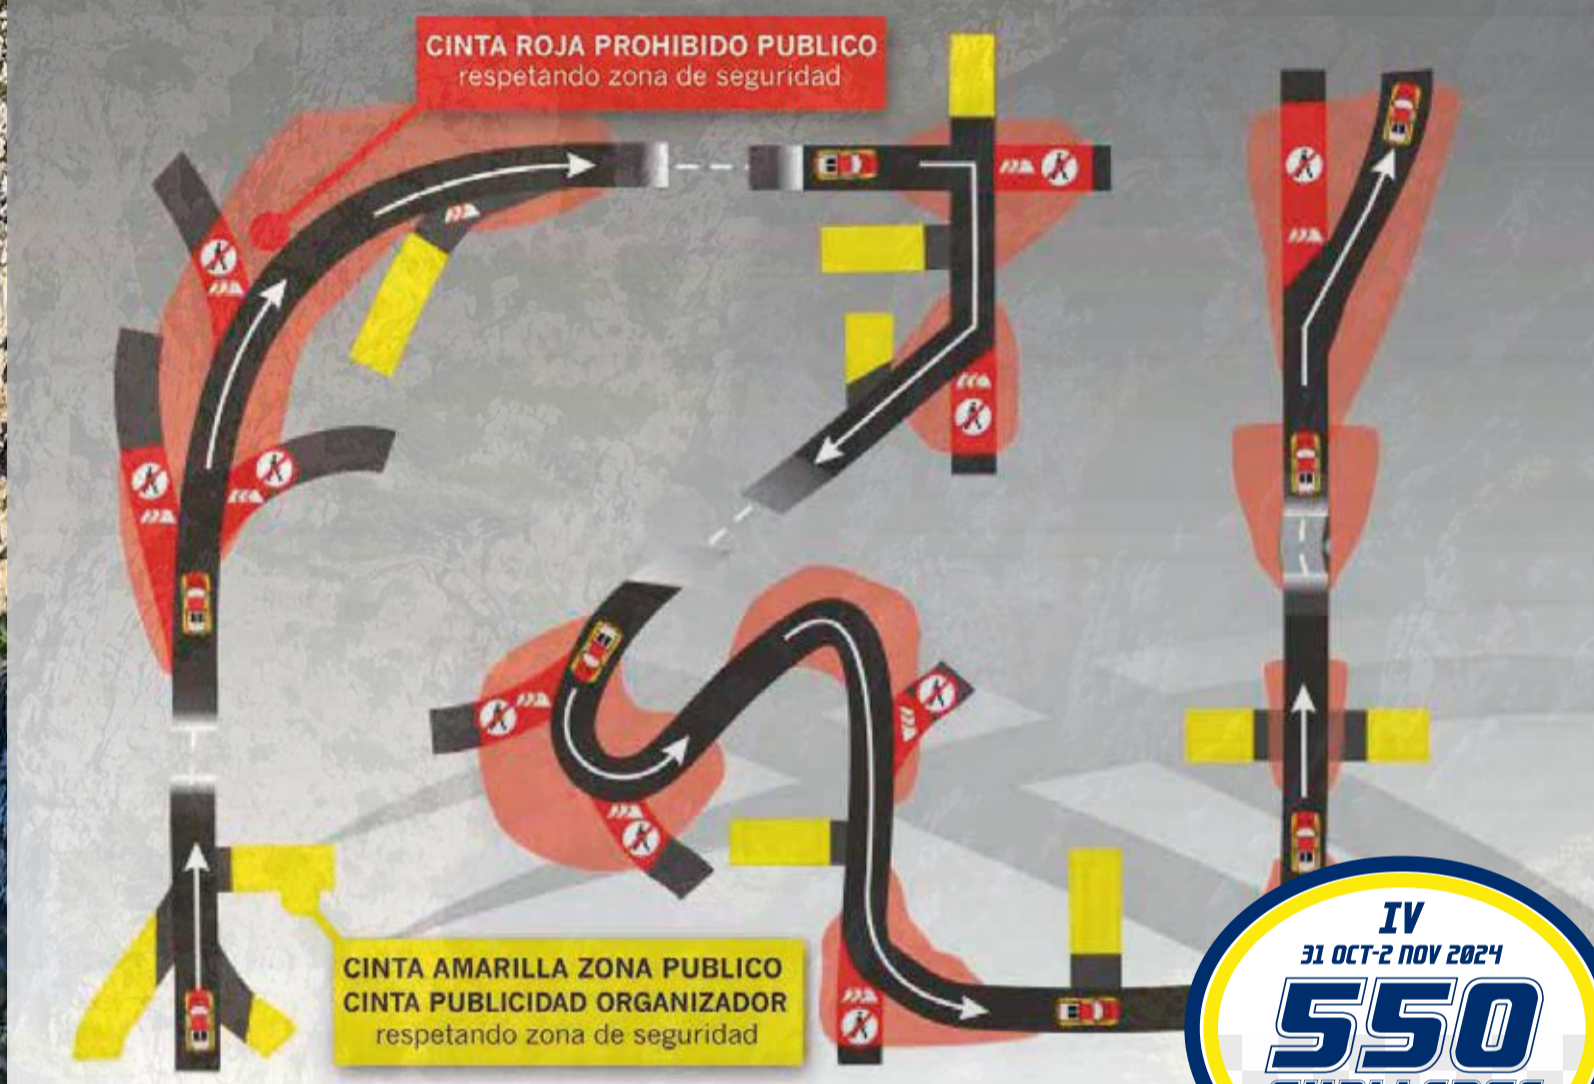 CINTA ROJA PROHIBIDO PUBLICO
respetando zona de seguridad
CINTA AMARILLA ZONA PUBLICO
CINTA PUBLICIDAD ORGANIZADOR
respetando zona de seguridad
IV
31 OCT-2 NOV 2024
550